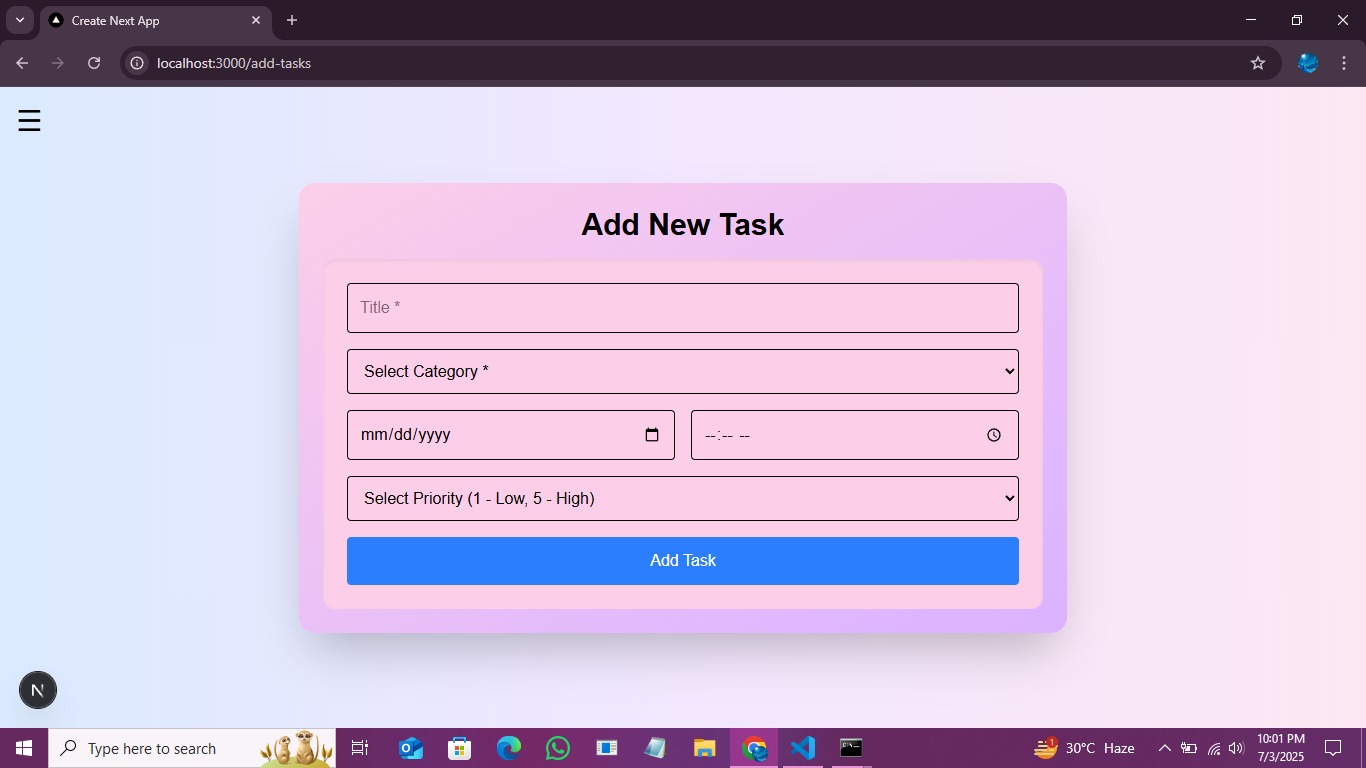 Create Next App
localhost:3000/add-tasks
Add New Task
Title *
Select Category *
mm/dd/yyyy
--:-- --
Select Priority (1 - Low, 5 - High)
Add Task
N
Type here to search
1
30°C Haze
10:01 PM
7/3/2025